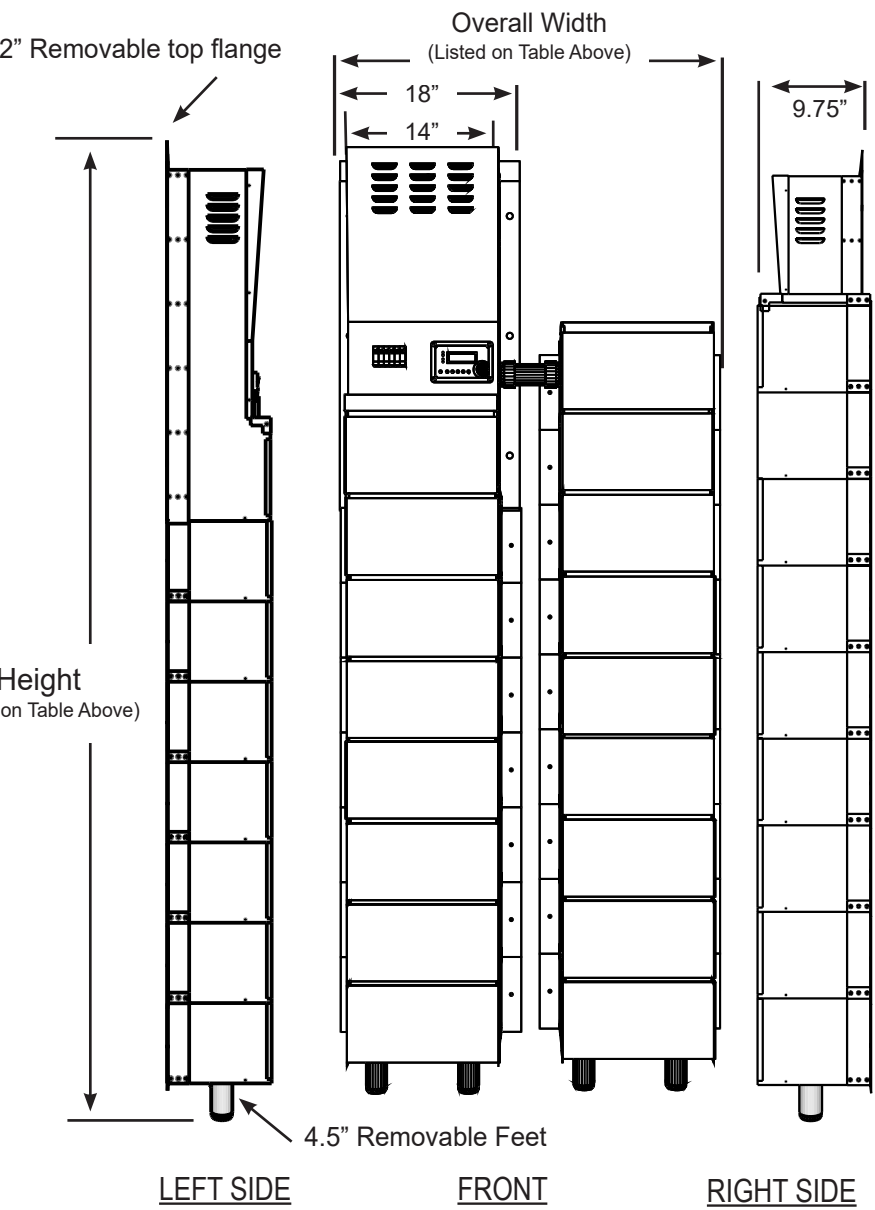 Overall Width
(Listed on Table Above)
2” Removable top flange
18”
9.75”
14”
Height
on Table Above)
4.5” Removable Feet
LEFT SIDE
FRONT
RIGHT SIDE